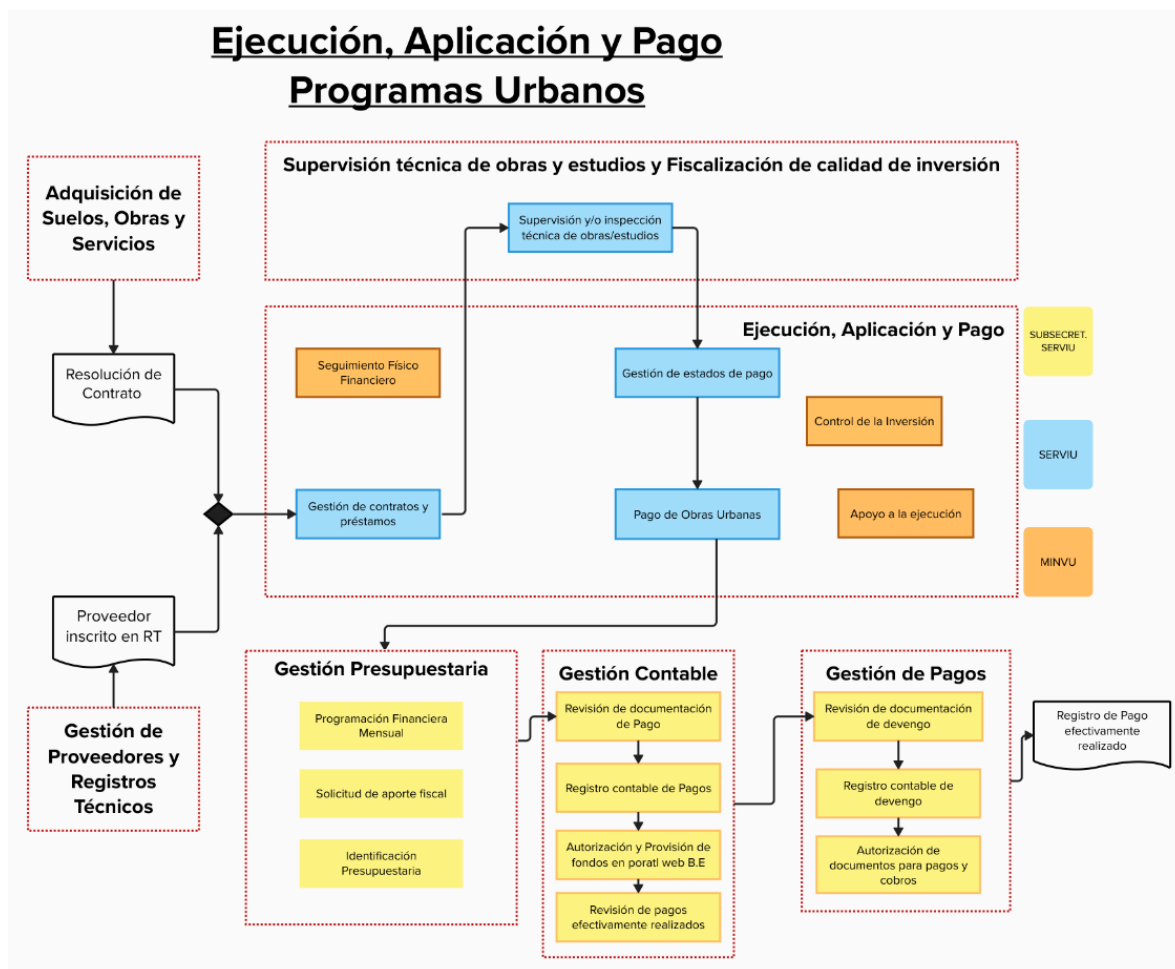 Ejecución, Aplicación y Pago
Programas Urbanos
Adquisición de
Suelos, Obras y
Servicios
Supervisión técnica de obras y estudios y Fiscalización de calidad de inversión
Supervisión y/o inspección
técnica de obras/estudios
Ejecución, Aplicación y Pago
SUBSECRET.
SERVIU
Resolución de
Contrato
Seguimiento Físico
Financiero
Gestión de estados de pago
Control de la Inversión
SERVIU
Gestión de contratos y
préstamos
Pago de Obras Urbanas
Apoyo a la ejecución
MINVU
Proveedor
inscrito en RT
Gestión de
Proveedores y
Registros
Técnicos
Gestión Presupuestaria
Programación Financiera
Mensual
Solicitud de aporte fiscal
Identificación
Presupuestaria
Gestión Contable
Revisión de documentación
de Pago
Registro contable de Pagos
Autorización y Provisión de
fondos en poratl web B.E
Revisión de pagos
efectivamente realizados
Gestión de Pagos
Revisión de documentación
de devengo
Registro contable de
devengo
Autorización de
documentos para pagos y
cobros
Registro de Pago
efectivamente
realizado